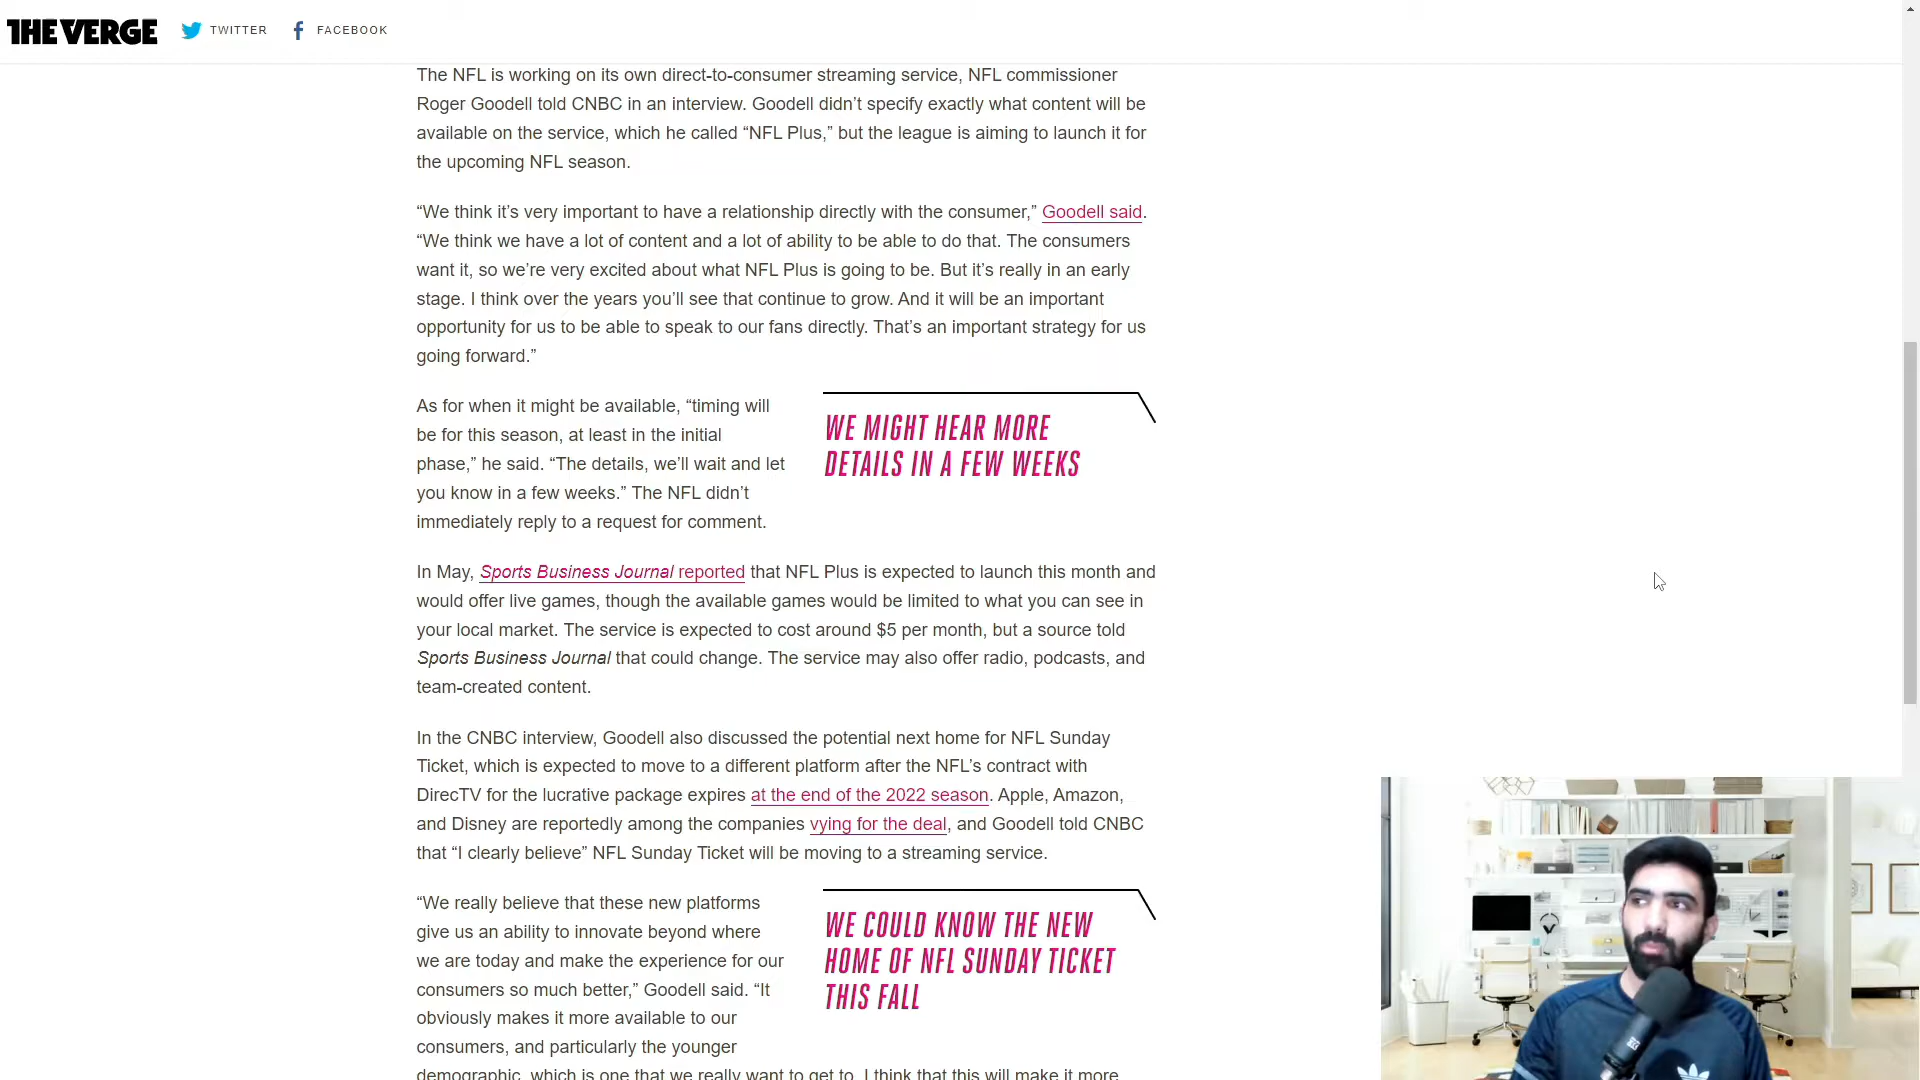 THE VERGE
TWITTER
FACEBOOK
The NFL is working on its own direct-to-consumer streaming service, NFL commissioner
Roger Goodell told CNBC in an interview. Goodell didn’t specify exactly what content will be
available on the service, which he called “NFL Plus,” but the league is aiming to launch it for
the upcoming NFL season.
“We think it’s very important to have a relationship directly with the consumer,” Goodell said.
“We think we have a lot of content and a lot of ability to be able to do that. The consumers
want it, so we’re very excited about what NFL Plus is going to be. But it’s really in an early
stage. I think over the years you’ll see that continue to grow. And it will be an important
opportunity for us to be able to speak to our fans directly. That’s an important strategy for us
going forward.”
As for when it might be available, “timing will
be for this season, at least in the initial
phase,” he said. “The details, we’ll wait and let
you know in a few weeks.” The NFL didn’t
immediately reply to a request for comment.
WE MIGHT HEAR MORE
DETAILS IN A FEW WEEKS
In May, Sports Business Journal reported that NFL Plus is expected to launch this month and
would offer live games, though the available games would be limited to what you can see in
your local market. The service is expected to cost around $5 per month, but a source told
Sports Business Journal that could change. The service may also offer radio, podcasts, and
team-created content.
In the CNBC interview, Goodell also discussed the potential next home for NFL Sunday
Ticket, which is expected to move to a different platform after the NFL’s contract with
DirecTV for the lucrative package expires at the end of the 2022 season. Apple, Amazon,
and Disney are reportedly among the companies vying for the deal, and Goodell told CNBC
that “I clearly believe” NFL Sunday Ticket will be moving to a streaming service.
“We really believe that these new platforms
give us an ability to innovate beyond where
we are today and make the experience for our
consumers so much better,” Goodell said. “It
obviously makes it more available to our
consumers, and particularly the younger
demographic, which is one that we really want to get to. I think that this will make it more
WE COULD KNOW THE NEW
HOME OF NFL SUNDAY TICKET
THIS FALL